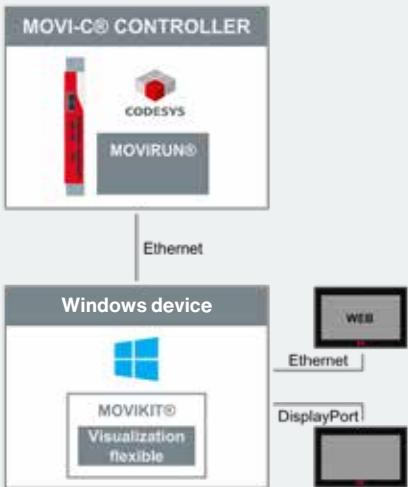 MOVI-C® CONTROLLER
CODESYS
MOVIRUN®
Ethernet
Windows device
WEB
Ethernet
MOVIKIT®
DisplayPort
Visualization
flexible